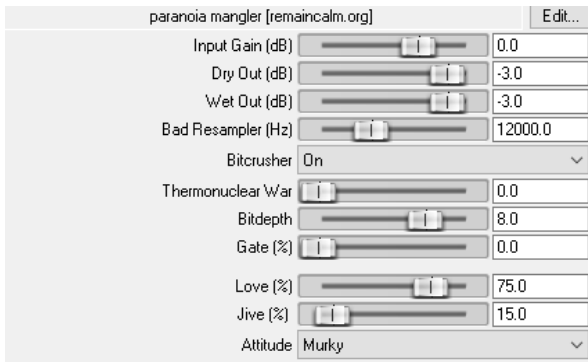 paranoia mangler [remaincalm.org] Edit...
Input Gain (dB) 0.0
Dry Out (dB) -3.0
Wet Out (dB) -3.0
Bad Resampler (Hz) 12000.0
Bitcrusher On
Thermonuclear War 0.0
Bitdepth 8.0
Gate (%) 0.0
Love (%) 75.0
Jive (%) 15.0
Attitude Murky